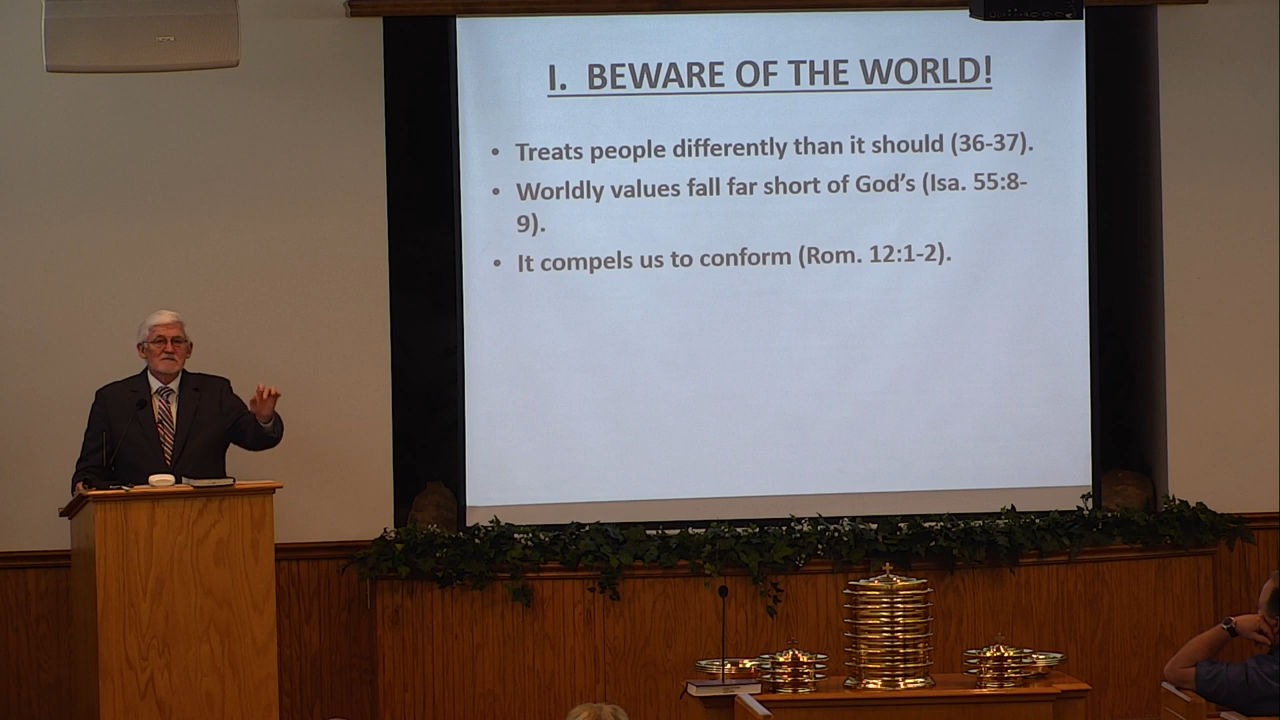 I. BEWARE OF THE WORLD!
• Treats people differently than it should (36-37).
• Worldly values fall far short of God's (Isa. 55:8-
9).
• It compels us to conform (Rom. 12:1-2).